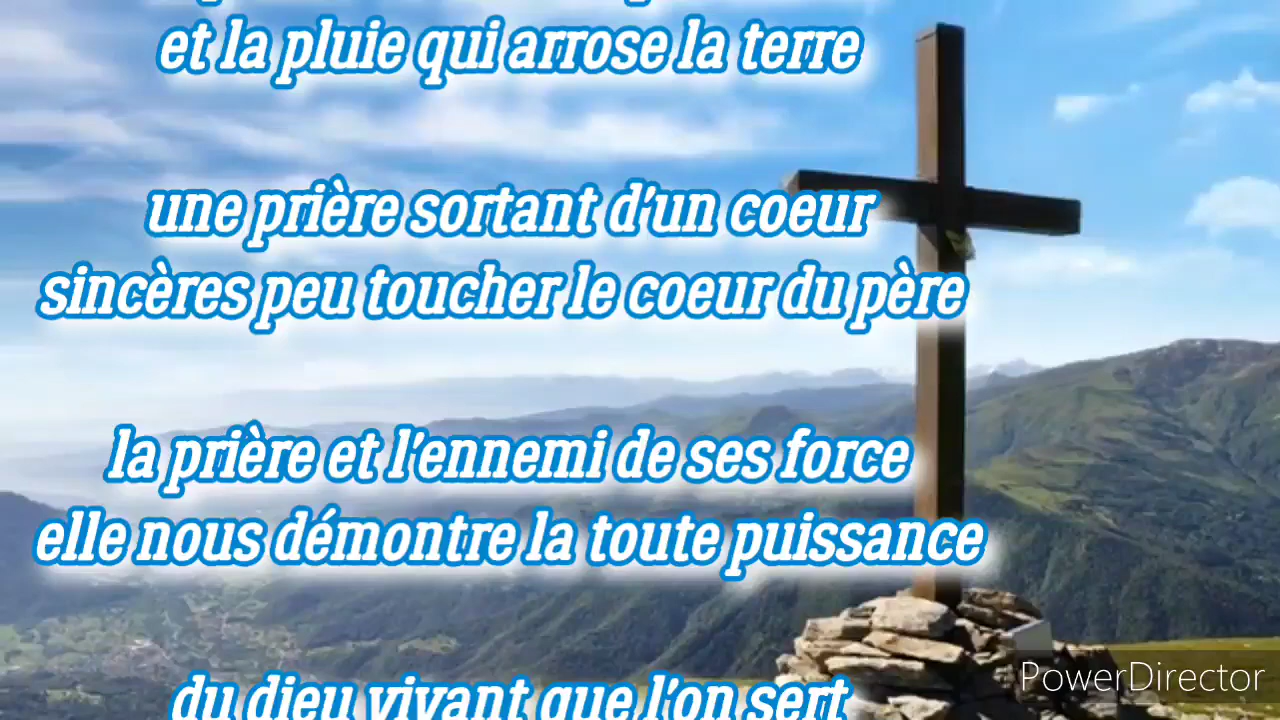 et la pluie qui arrose la terre
une prière sortant d'un coeur
sincères peu toucher le coeur du père
la prière et l'ennemi de ses force
elle nous démontre la toute puissance
du dieu vivant que l'on sert
PowerDirector